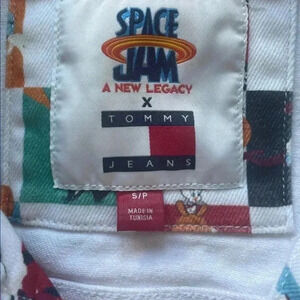 SPACE
JAM
A NEW LEGACY
X
TOMMY
JEANS
S/P
MADE IN
TUNISIA